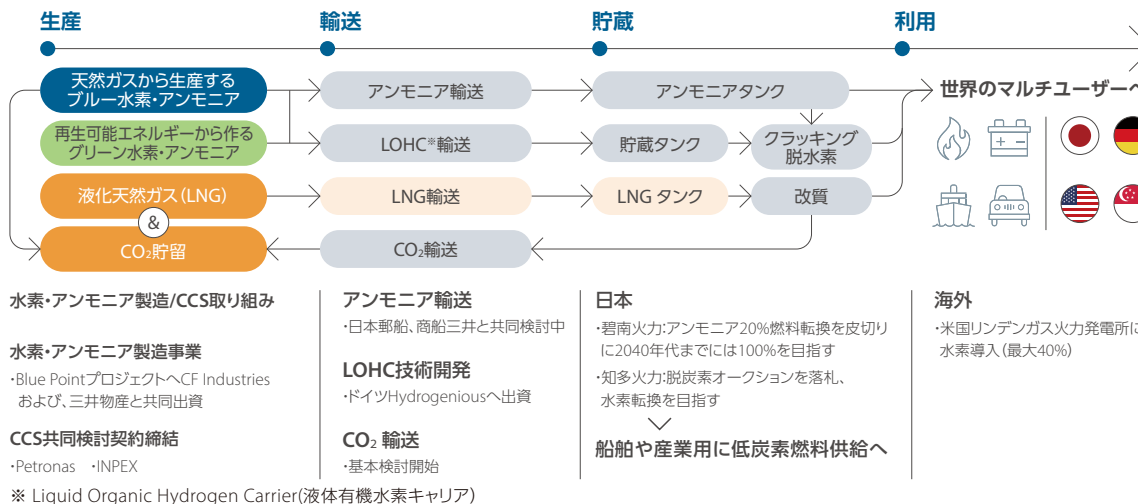 生産
輸送
貯蔵
利用
天然ガスから生産する
ブルー水素・アンモニア
アンモニア輸送
アンモニアタンク
世界のマルチユーザーへ
再生可能エネルギーから作る
グリーン水素・アンモニア
LOHC※輸送
貯蔵タンク
クラッキング
脱水素
液化天然ガス(LNG)
LNG輸送
LNG タンク
改質
&
CO₂貯留
CO₂輸送
水素・アンモニア製造/CCS取り組み
水素・アンモニア製造事業
・Blue PointプロジェクトへCF Industries
および、三井物産と共同出資
CCS共同検討契約締結
・Petronas ・INPEX
アンモニア輸送
・日本郵船、商船三井と共同検討中
LOHC技術開発
・ドイツHydrogeniousへ出資
CO₂ 輸送
・基本検討開始
日本
・碧南火力:アンモニア20%燃料転換を皮切り
に2040年代までには100%を目指す
・知多火力:脱炭素オークションを落札、
水素転換を目指す
船舶や産業用に低炭素燃料供給へ
海外
・米国リンデンガス火力発電所に
水素導入(最大40%)
※ Liquid Organic Hydrogen Carrier(液体有機水素キャリア)